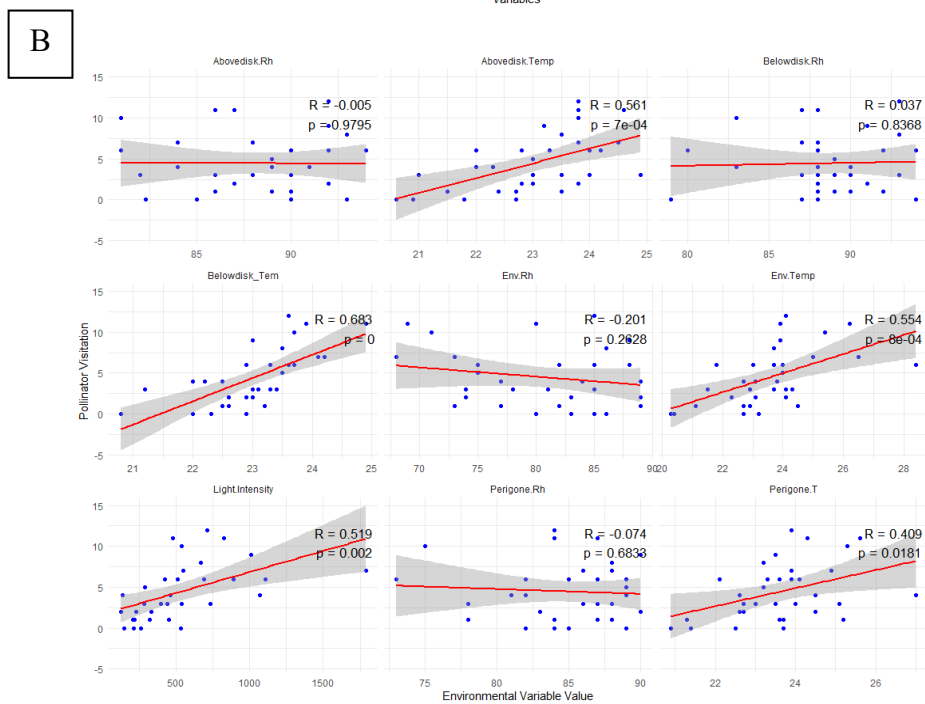 Variables
B
Abovedisk.Rh
Abovedisk.Temp
Belowdisk.Rh
15
10
5
0
-5
R = -0.005
p = 0.9795
R = 0.561
p = 7e-04
R = 0.037
p = 0.8368
85
90
21
22
23
24
25
80
85
90
Belowdisk_Tem
Env.Rh
Env.Temp
15
10
5
0
-5
R = 0.683
p = 0
R = -0.201
p = 0.2628
R = 0.554
p = 8e-04
21
22
23
24
25
70
75
80
85
90
20
22
24
26
28
Pollinator Visitation
Light.Intensity
Perigone.Rh
Perigone.T
15
10
5
0
-5
R = 0.519
p = 0.002
R = -0.074
p = 0.6833
R = 0.409
p = 0.0181
500
1000
1500
75
80
85
90
22
24
26
Environmental Variable Value